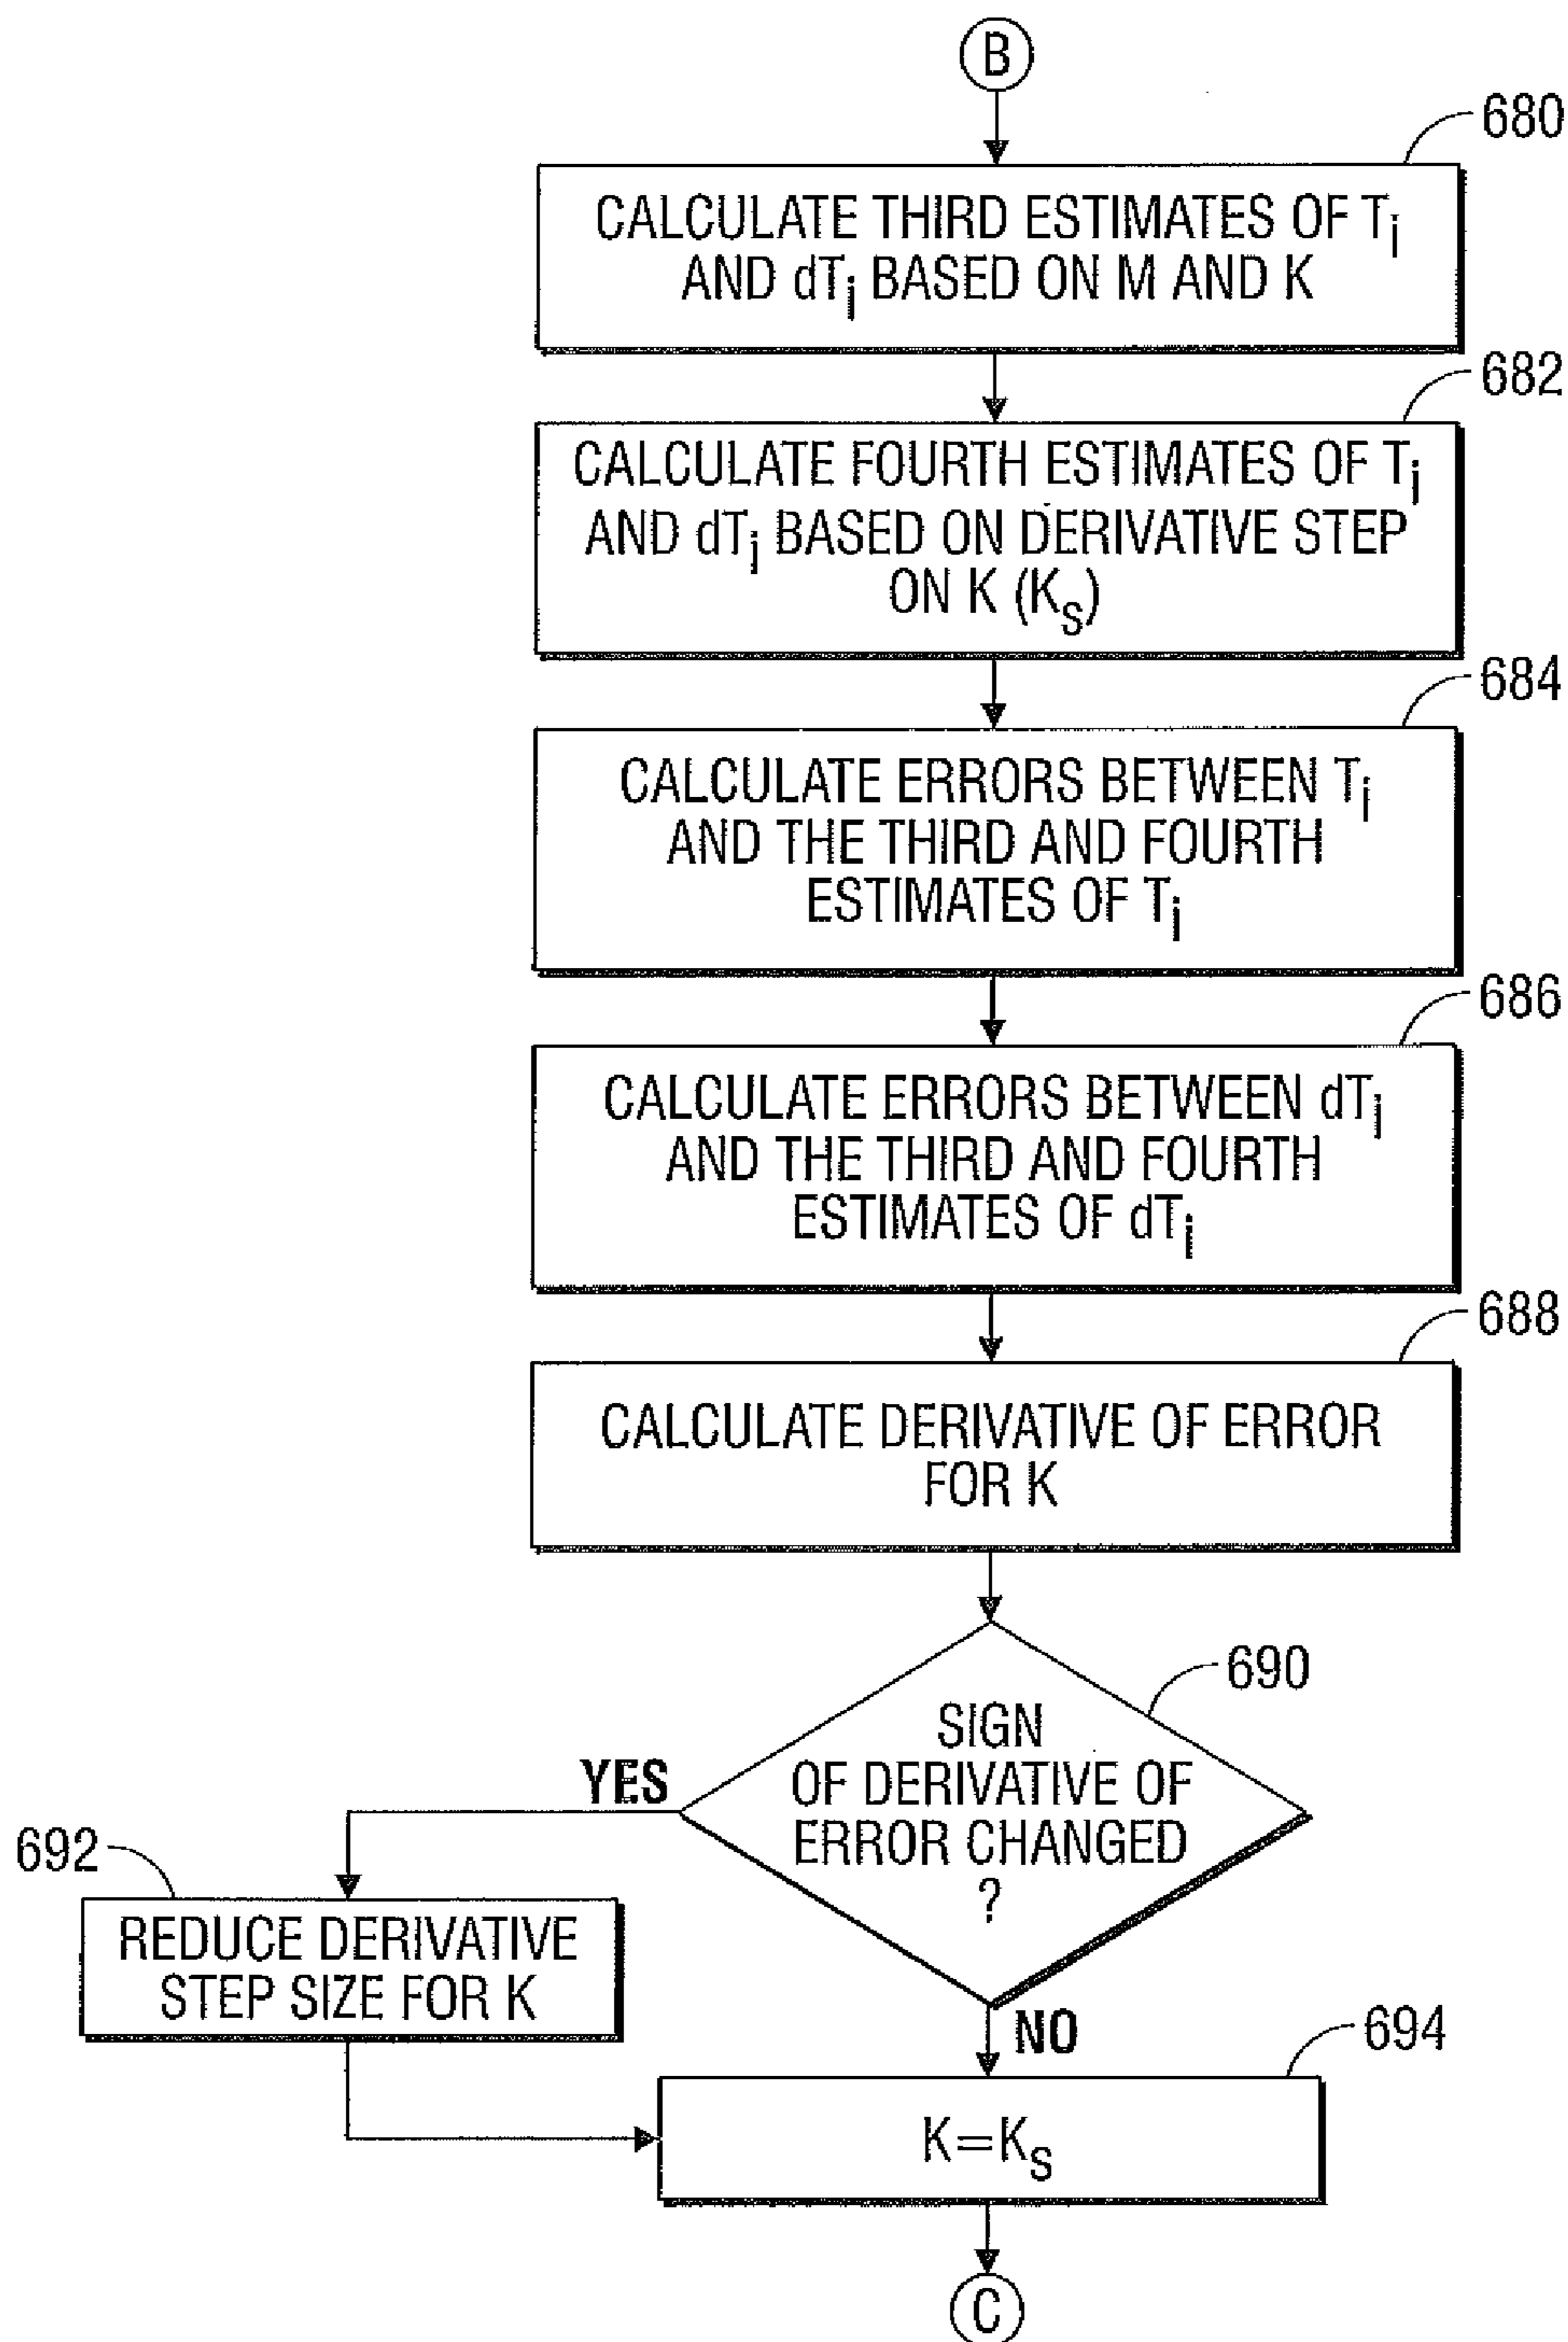 B
680
CALCULATE THIRD ESTIMATES OF Ti
AND dTi BASED ON M AND K
682
CALCULATE FOURTH ESTIMATES OF Ti
AND dTi BASED ON DERIVATIVE STEP
ON K (Ks)
684
CALCULATE ERRORS BETWEEN Ti
AND THE THIRD AND FOURTH
ESTIMATES OF Ti
686
CALCULATE ERRORS BETWEEN dTi
AND THE THIRD AND FOURTH
ESTIMATES OF dTi
688
CALCULATE DERIVATIVE OF ERROR
FOR K
690
SIGN
OF DERIVATIVE OF
ERROR CHANGED
?
YES
692
REDUCE DERIVATIVE
STEP SIZE FOR K
NO
694
K=Ks
C